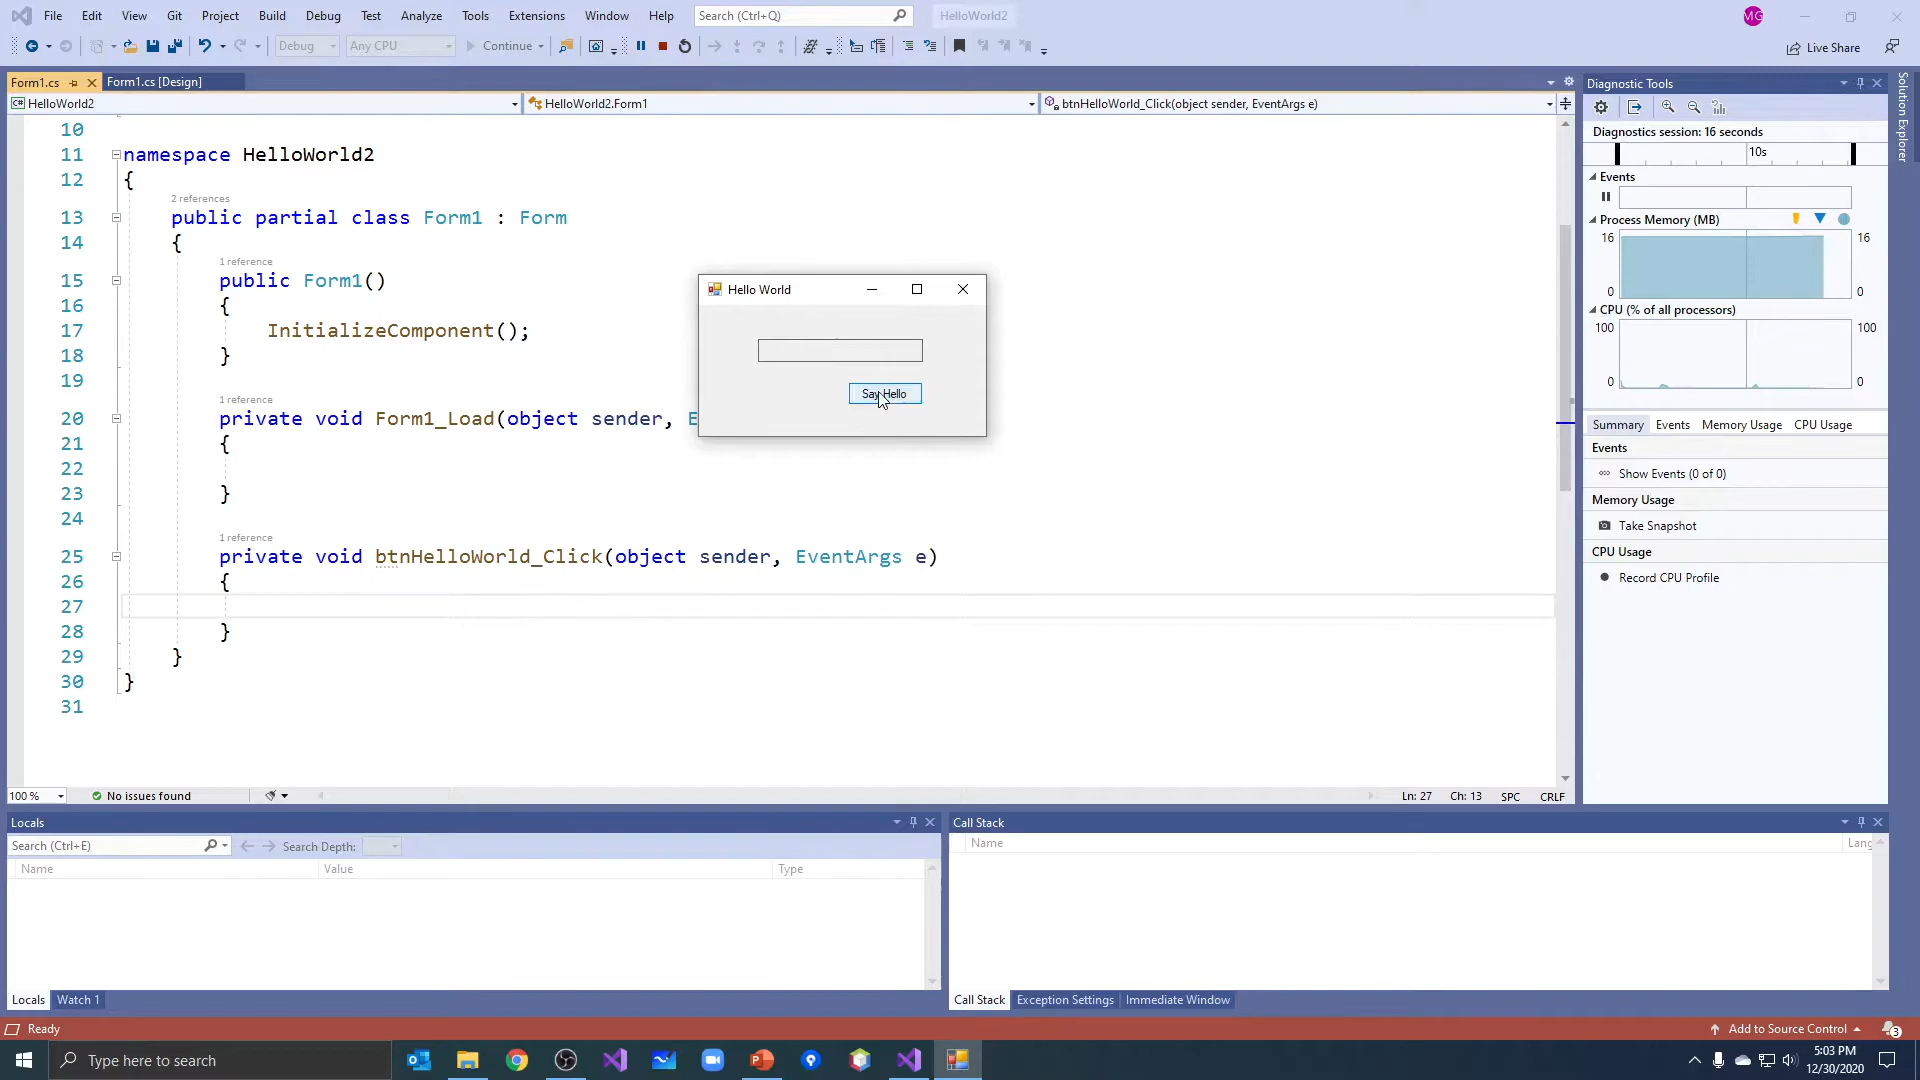 File Edit View Git Project Build Debug Test Analyze Tools Extensions Window Help Search (Ctrl+Q) HelloWorld2 MG
Debug Any CPU Continue Live Share
Form1.cs Form1.cs [Design]
C# HelloWorld2 HelloWorld2.Form1 btnHelloWorld_Click(object sender, EventArgs e)
10
11 namespace HelloWorld2
12 {
2 references
13 public partial class Form1 : Form
14 {
1 reference
15 public Form1()
16 {
17 InitializeComponent();
18 }
19
1 reference
20 private void Form1_Load(object sender, E
21 {
22
23 }
24
1 reference
25 private void btnHelloWorld_Click(object sender, EventArgs e)
26 {
27
28 }
29 }
30 }
31
Hello World
Say Hello
100 % No issues found Ln: 27 Ch: 13 SPC CRLF
Diagnostic Tools
Diagnostics session: 16 seconds
10s
Events
Process Memory (MB)
16 16
0 0
CPU (% of all processors)
100 100
0 0
Summary Events Memory Usage CPU Usage
Events
Show Events (0 of 0)
Memory Usage
Take Snapshot
CPU Usage
Record CPU Profile
Solution Explorer
Locals
Search (Ctrl+E) Search Depth:
Name Value Type
Locals Watch 1
Call Stack
Name Lang
Call Stack Exception Settings Immediate Window
Ready Add to Source Control 3
Type here to search
5:03 PM
12/30/2020